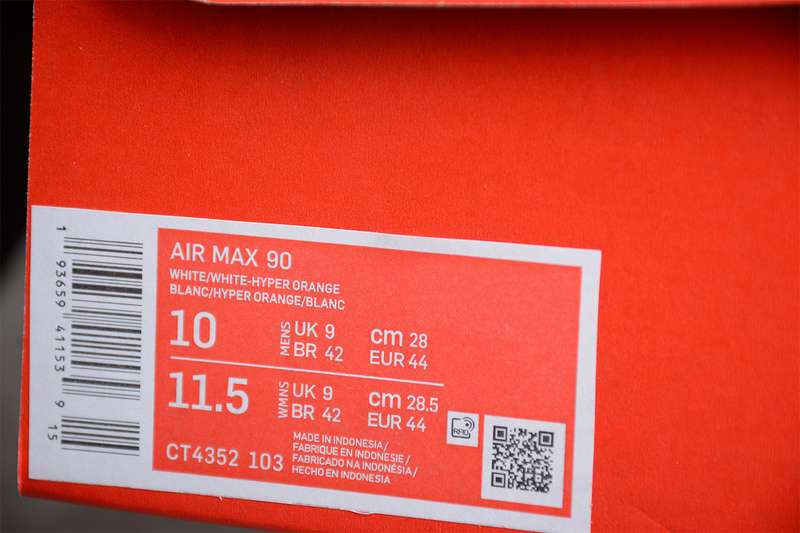 1 93659 41153 9
15
AIR MAX 90
WHITE/WHITE-HYPER ORANGE
BLANC/HYPER ORANGE/BLANC
10 MENS UK 9 cm 28
BR 42 EUR 44
11.5 WMNS UK 9 cm 28.5
BR 42 EUR 44
CT4352 103
MADE IN INDONESIA/
FABRIQUE EN INDONESIE/
FABRICADO NA INDONÉSIA/
HECHO EN INDONESIA
RFID